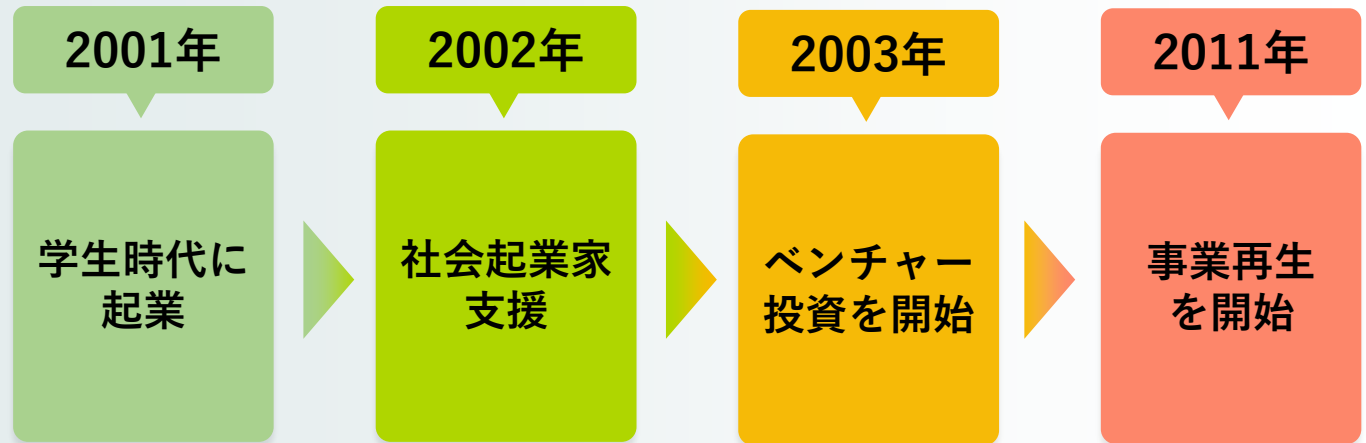 2001年
学生時代に
起業
2002年
社会起業家
支援
2003年
ベンチャー
投資を開始
2011年
事業再生
を開始